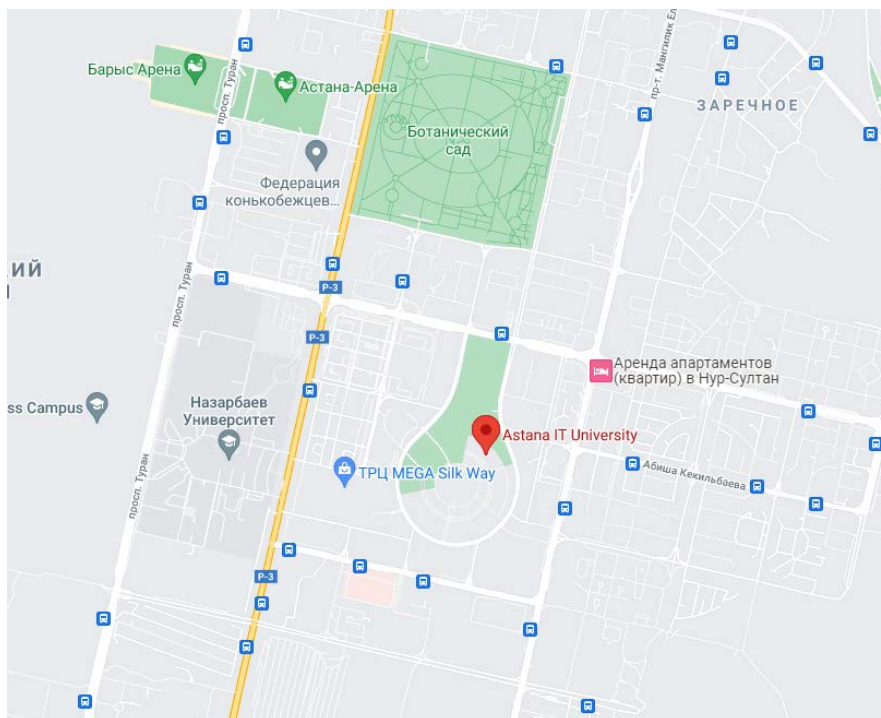 Барыс Арена
просп. Туран
Астана-Арена
Ботанический
сад
пр-т. Мангилик Ел
ЗАРЕЧНОЕ
Федерация
конькобежцев...
ИЙ
просп. Туран
P-3
P-3
Аренда апартаментов
(квартир) в Нур-Султан
ss Campus
Назарбаев
Университет
Astana IT University
ТРЦ MEGA Silk Way
Абиша Кекильбаева
просп. Туран
P-3